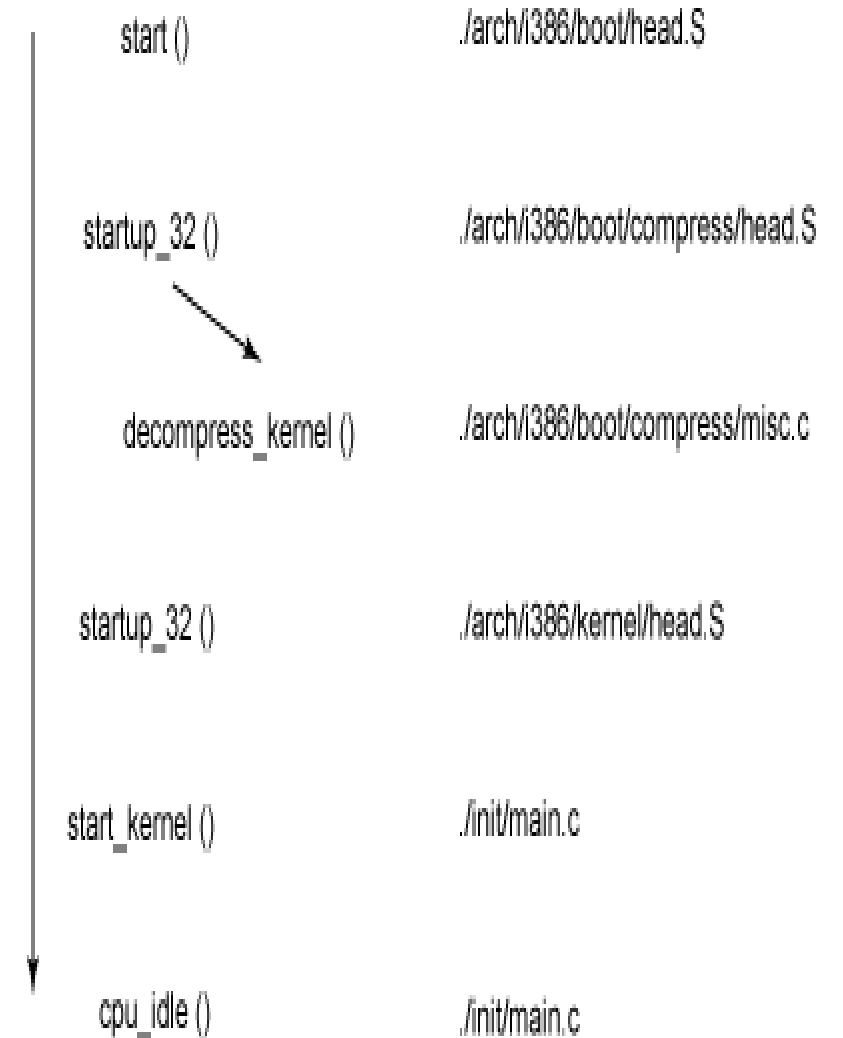 start () ./arch/i386/boot/head.S
startup_32 () ./arch/i386/boot/compress/head.S
decompress_kernel () ./arch/i386/boot/compress/misc.c
startup_32 () ./arch/i386/kernel/head.S
start_kernel () ./init/main.c
cpu_idle () ./init/main.c